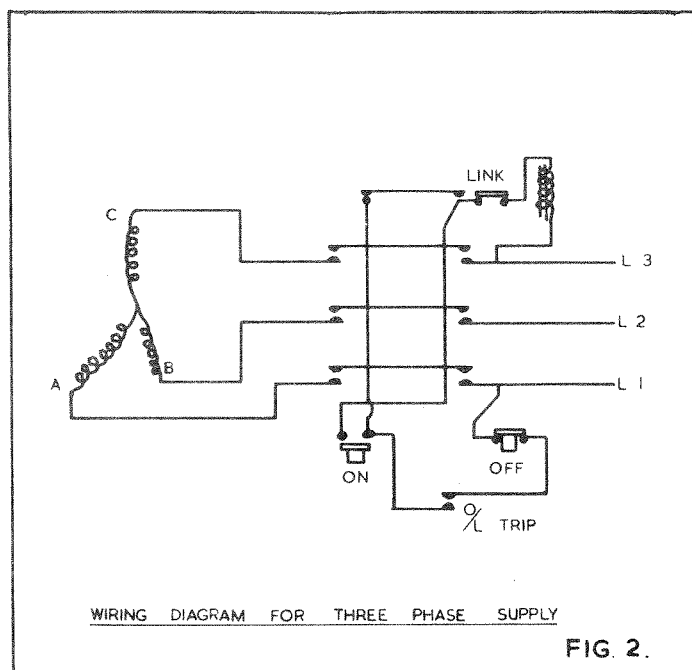 LINK
C
L 3
L 2
B
A
L 1
ON
OFF
O/L TRIP
WIRING DIAGRAM FOR THREE PHASE SUPPLY
FIG. 2.